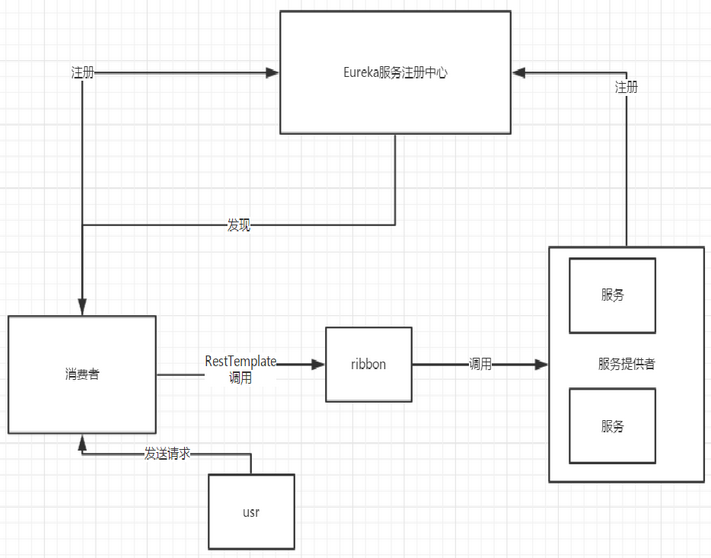 注册
Eureka服务注册中心
注册
发现
服务
消费者
RestTemplate
调用
ribbon
调用
服务提供者
服务
发送请求
usr